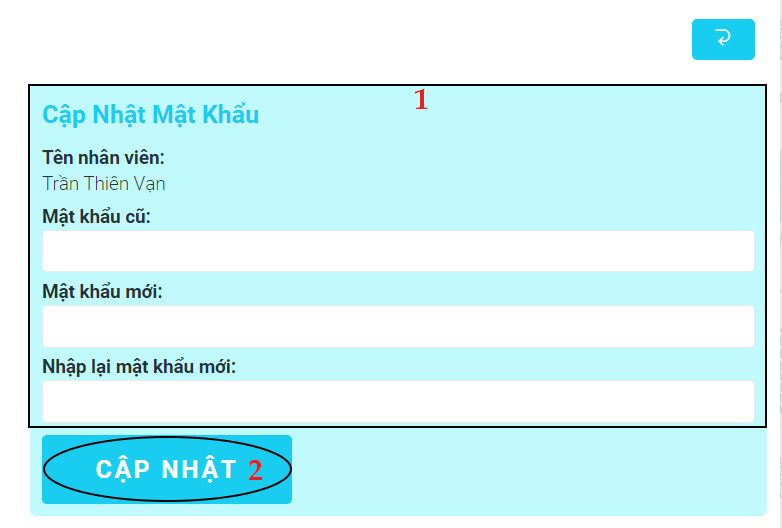 1
Cập Nhật Mật Khẩu
Tên nhân viên:
Trần Thiên Vạn
Mật khẩu cũ:
Mật khẩu mới:
Nhập lại mật khẩu mới:
CẬP NHẬT 2